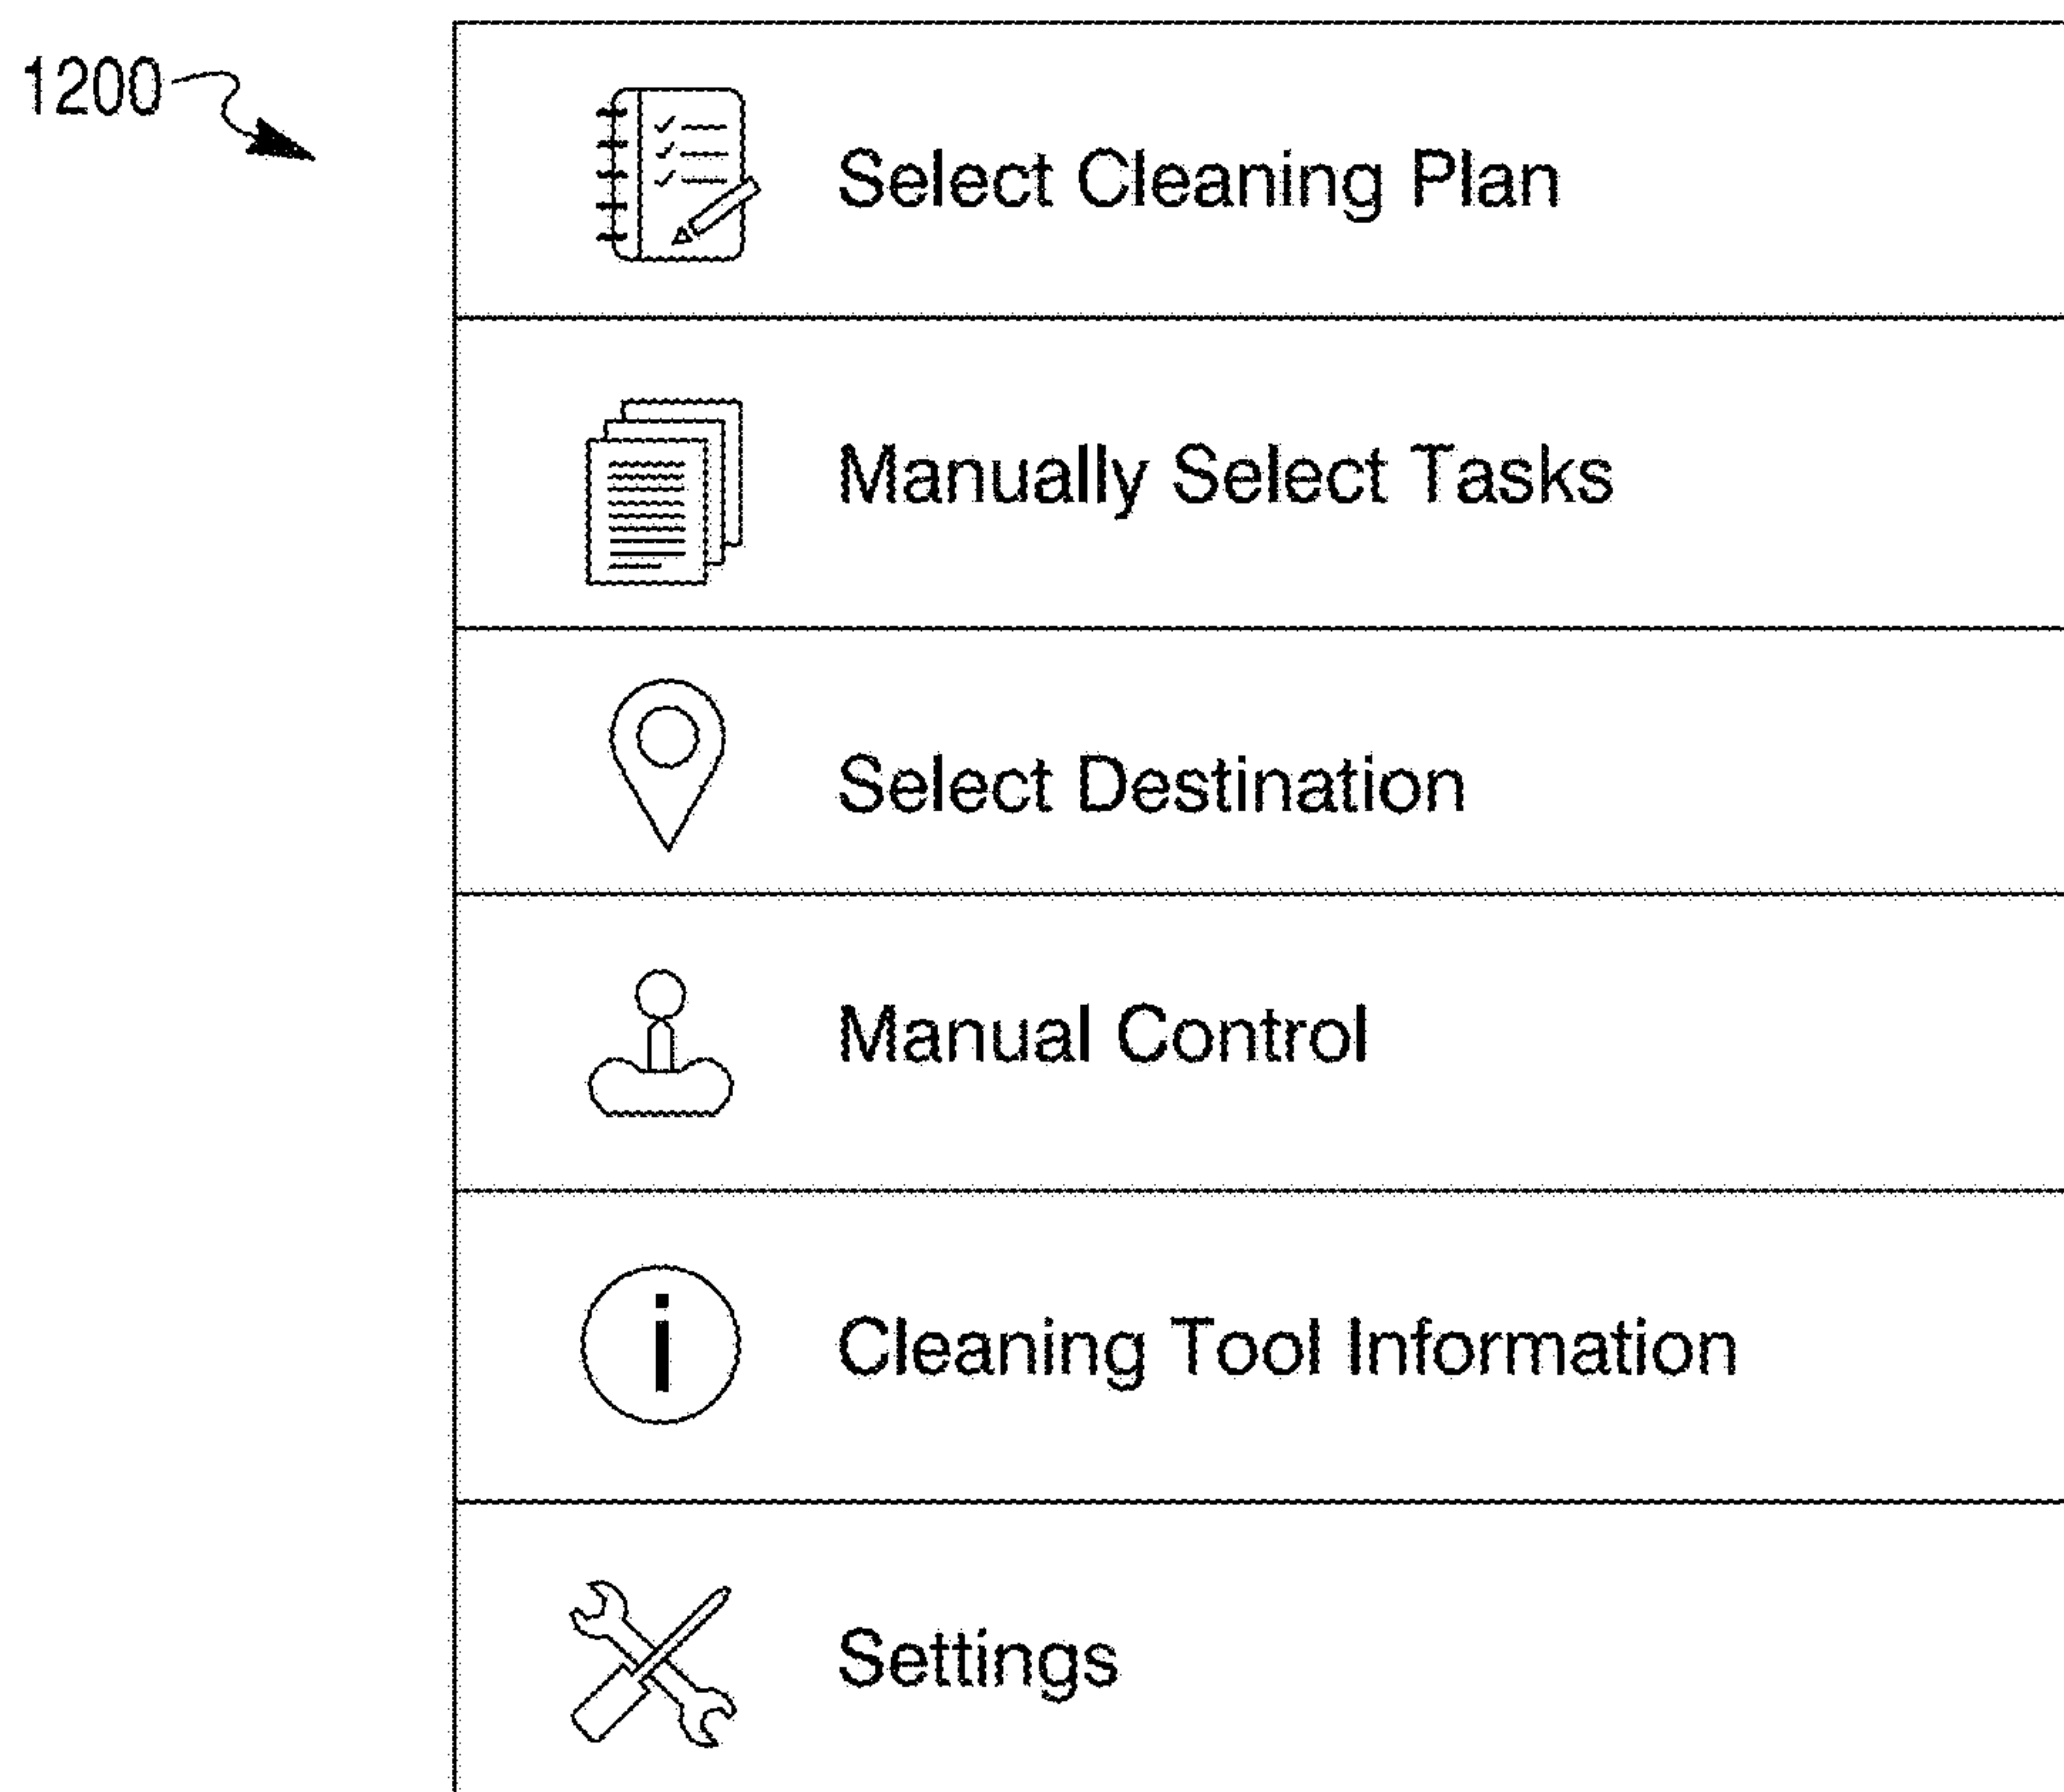 1200
Select Cleaning Plan
Manually Select Tasks
Select Destination
Manual Control
i
Cleaning Tool Information
Settings